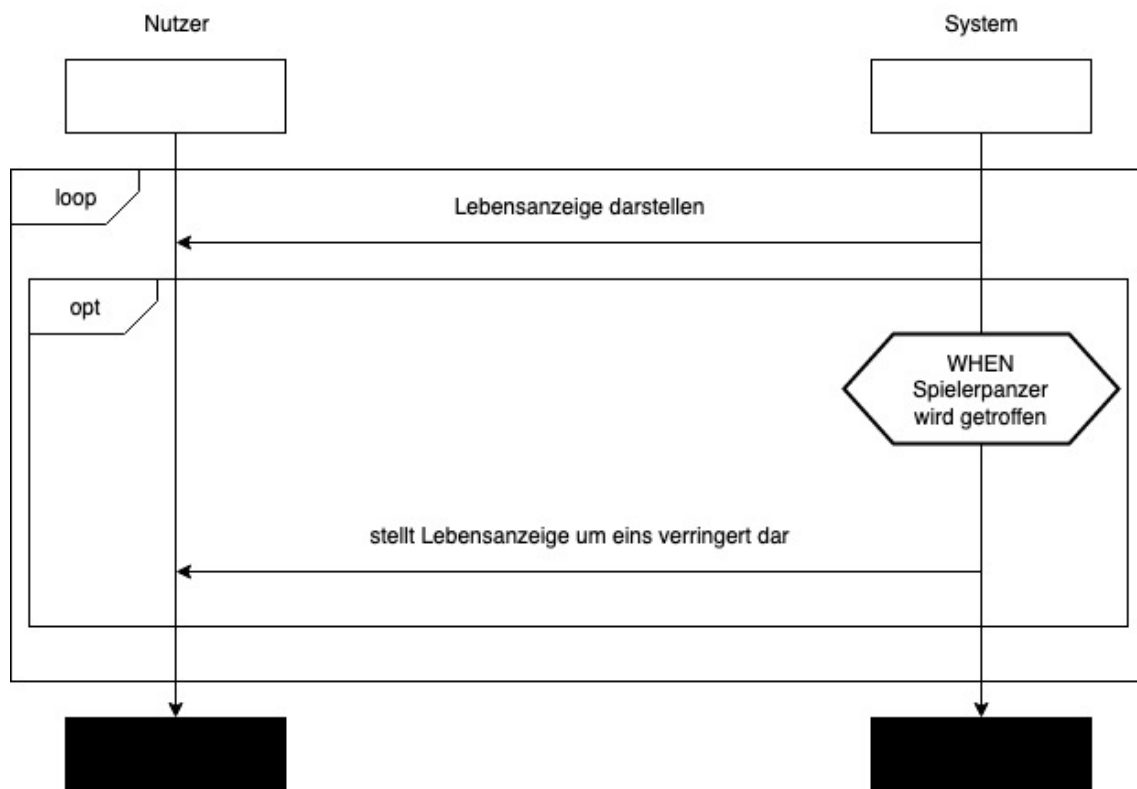 Nutzer
System
loop
Lebensanzeige darstellen
opt
WHEN
Spielerpanzer
wird getroffen
stellt Lebensanzeige um eins verringert dar